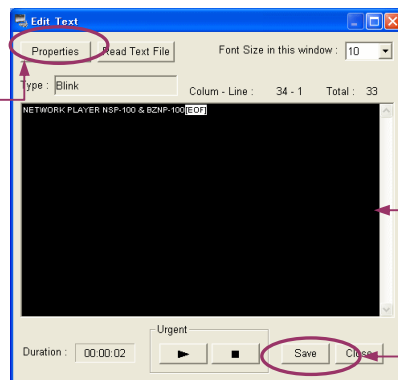 Edit Text
Properties Read Text File Font Size in this window : 10
Type : Blink Colum - Line : 34 - 1 Total : 33
NETWORK PLAYER NSP-100 & BZNP-100[EOF]
Urgent
Duration : 00:00:02 Save Close